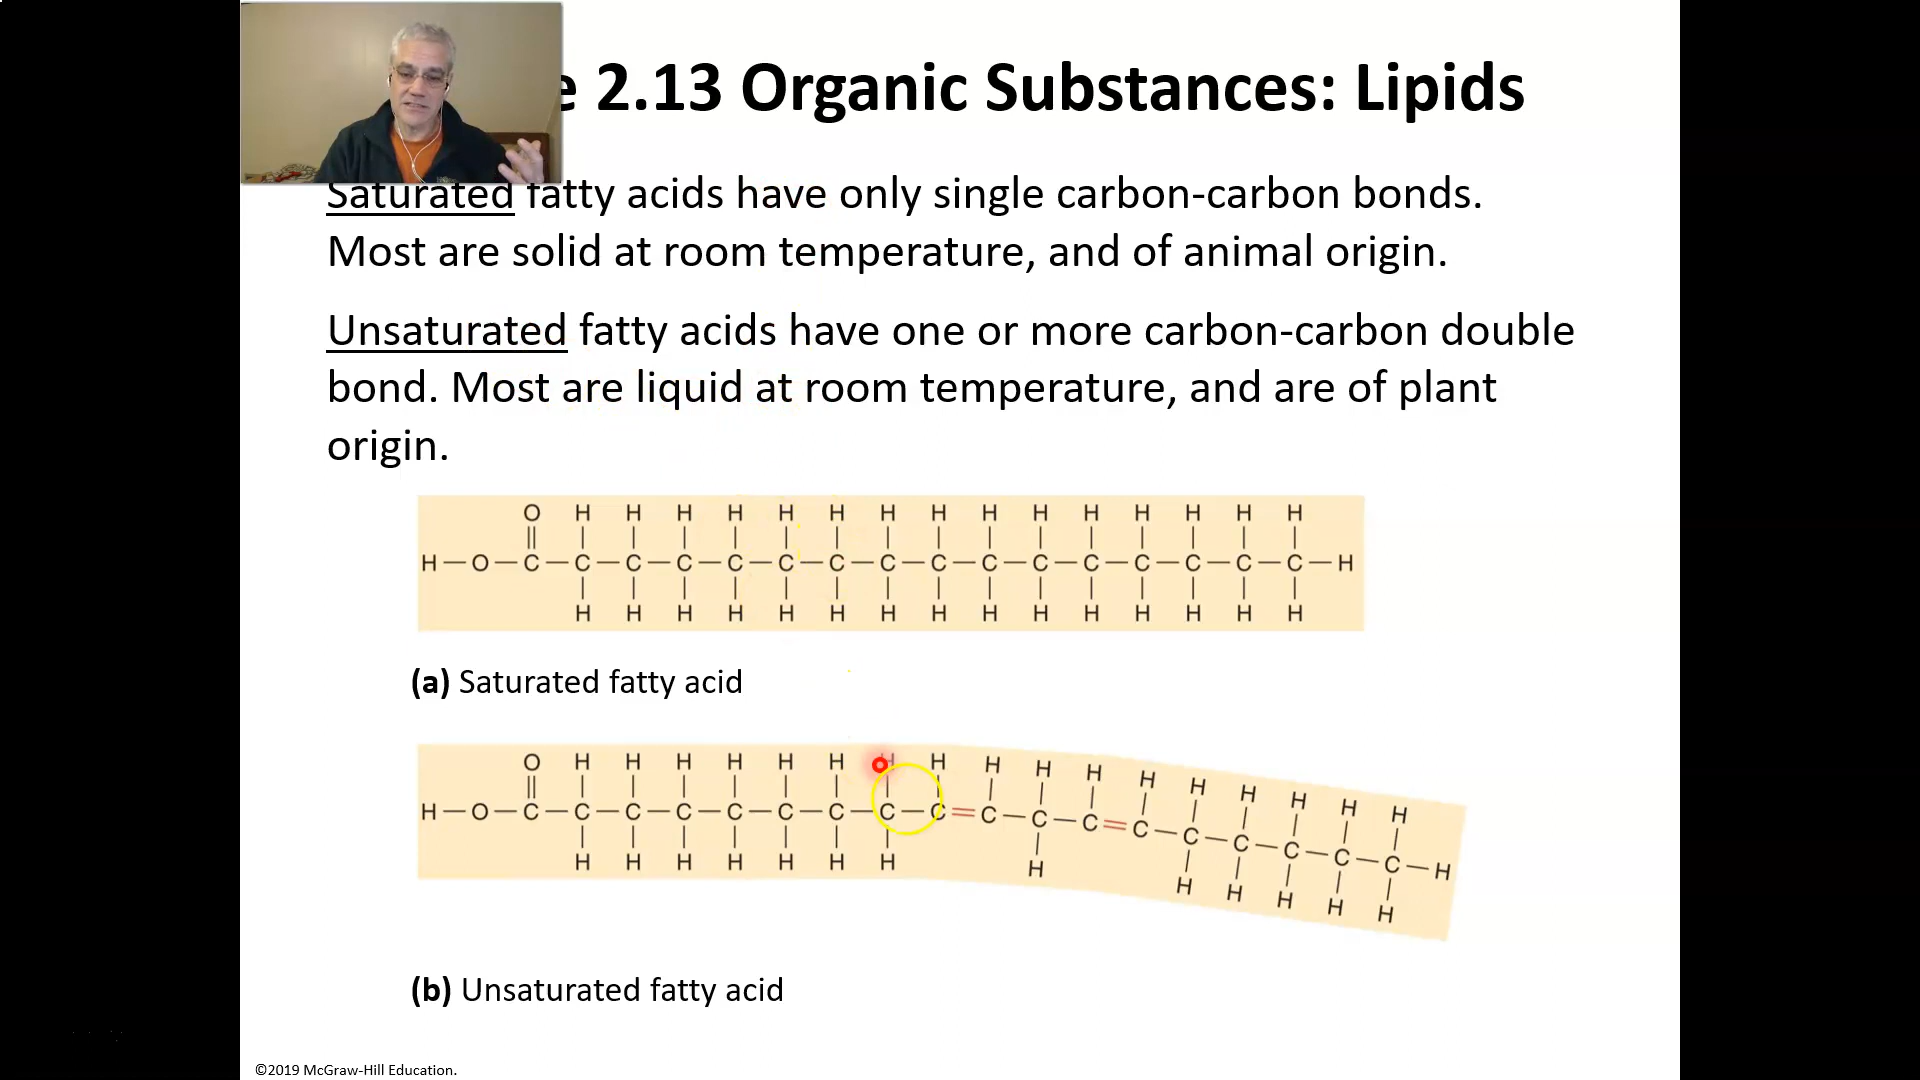 e 2.13 Organic Substances: Lipids
Saturated fatty acids have only single carbon-carbon bonds.
Most are solid at room temperature, and of animal origin.
Unsaturated fatty acids have one or more carbon-carbon double
bond. Most are liquid at room temperature, and are of plant
origin.
O H H H H H H H H H H H H H H H
H — O — C — C — C — C — C — C — C — C — C — C — C — C — C — C — C — C — H
H H H H H H H H H H H H H H H
(a) Saturated fatty acid
O H H H H H H H H H H H H H H H H H
H — O — C — C — C — C — C — C — C — C — C = C — C — C = C — C — C — C — C — C — H
H H H H H H H H H H H H H
(b) Unsaturated fatty acid
©2019 McGraw-Hill Education.